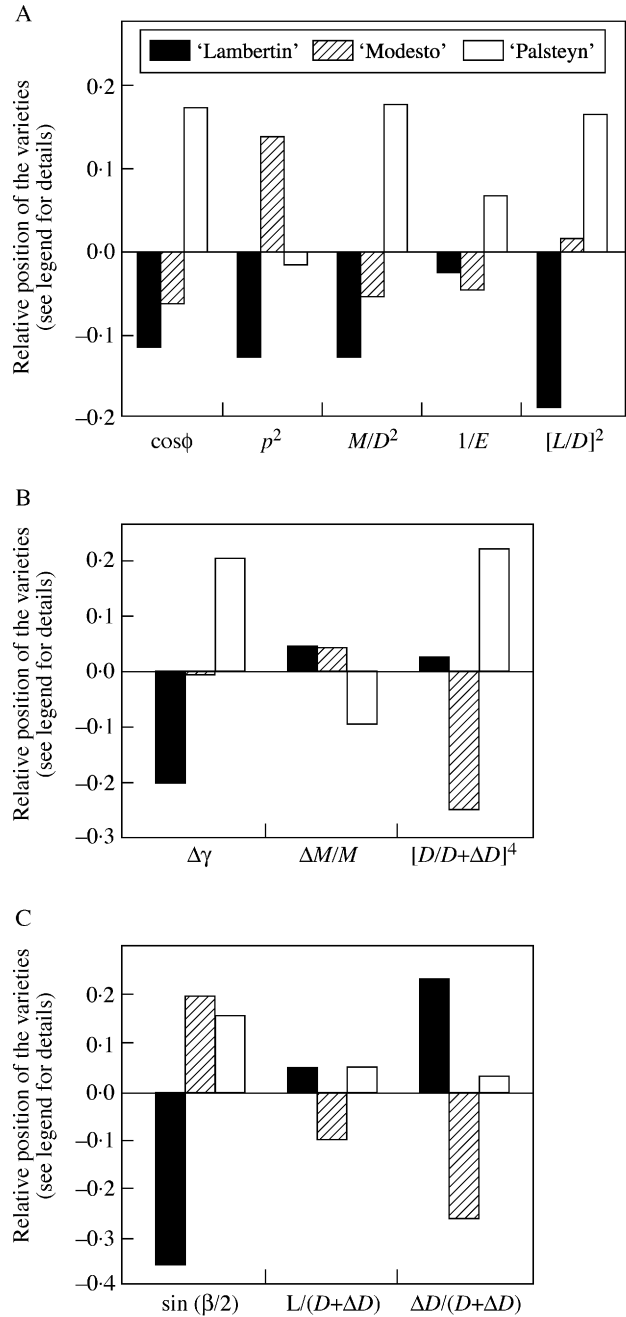 A
'Lambertin' 'Modesto' 'Palsteyn'
Relative position of the varieties
(see legend for details)
0·2
0·1
0·0
–0·1
–0·2
cosϕ p² M/D² 1/E [L/D]²
B
Relative position of the varieties
(see legend for details)
0·2
0·1
0·0
–0·1
–0·2
–0·3
Δγ ΔM/M [D/D+ΔD]⁴
C
Relative position of the varieties
(see legend for details)
0·2
0·1
0·0
–0·1
–0·2
–0·3
–0·4
sin (β/2) L/(D+ΔD) ΔD/(D+ΔD)